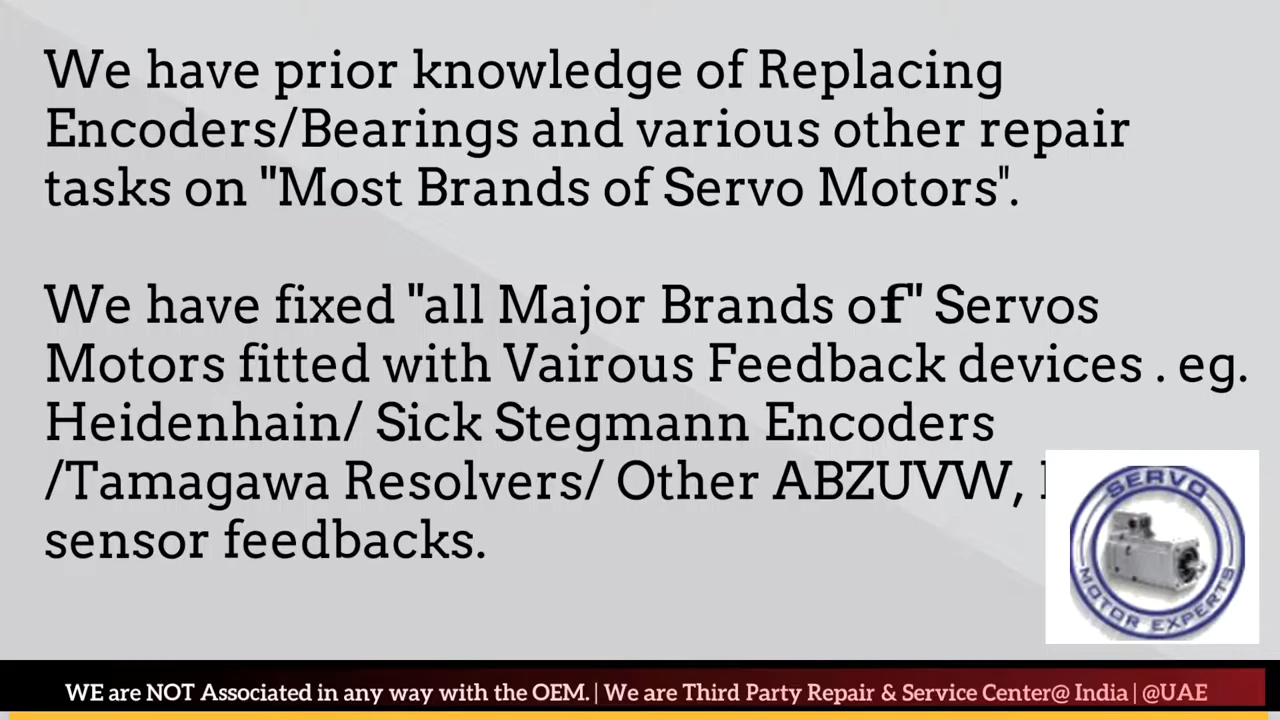 We have prior knowledge of Replacing
Encoders/Bearings and various other repair
tasks on "Most Brands of Servo Motors".
We have fixed "all Major Brands of" Servos
Motors fitted with Vairous Feedback devices . eg.
Heidenhain/ Sick Stegmann Encoders
/Tamagawa Resolvers/ Other ABZUVW,
sensor feedbacks.
SERVO
MOTOR EXPERTS
WE are NOT Associated in any way with the OEM. | We are Third Party Repair & Service Center@ India | @UAE